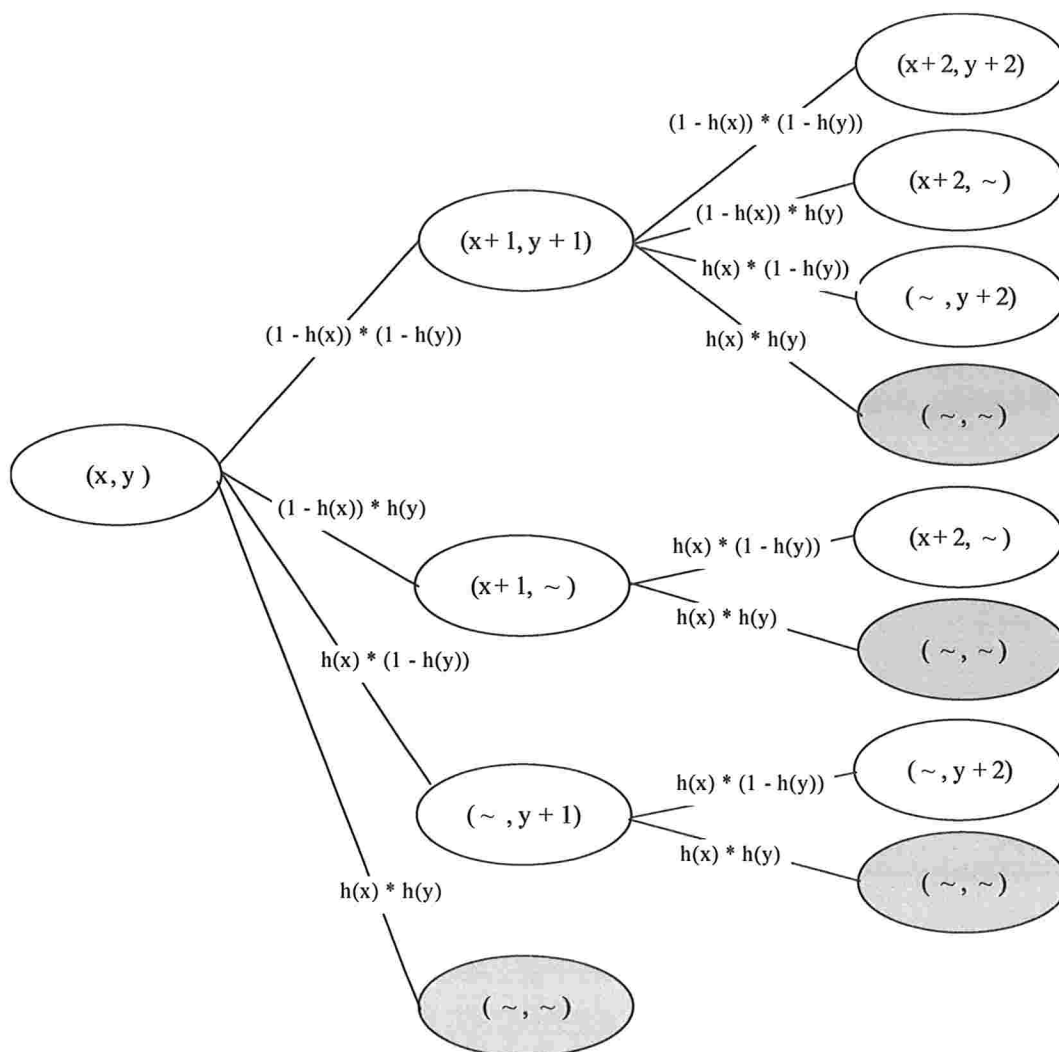 (x+2, y+2)
(1 - h(x)) * (1 - h(y))
(x+2, ~)
(1 - h(x)) * h(y)
(x+1, y+1)
h(x) * (1 - h(y))
(~ , y+2)
(1 - h(x)) * (1 - h(y))
h(x) * h(y)
(~, ~)
(x, y )
(1 - h(x)) * h(y)
(x+2, ~)
h(x) * (1 - h(y))
(x+1, ~ )
h(x) * h(y)
(~, ~)
h(x) * (1 - h(y))
(~, y+2)
h(x) * (1 - h(y))
(~ , y+1)
h(x) * h(y)
(~, ~)
h(x) * h(y)
(~, ~)